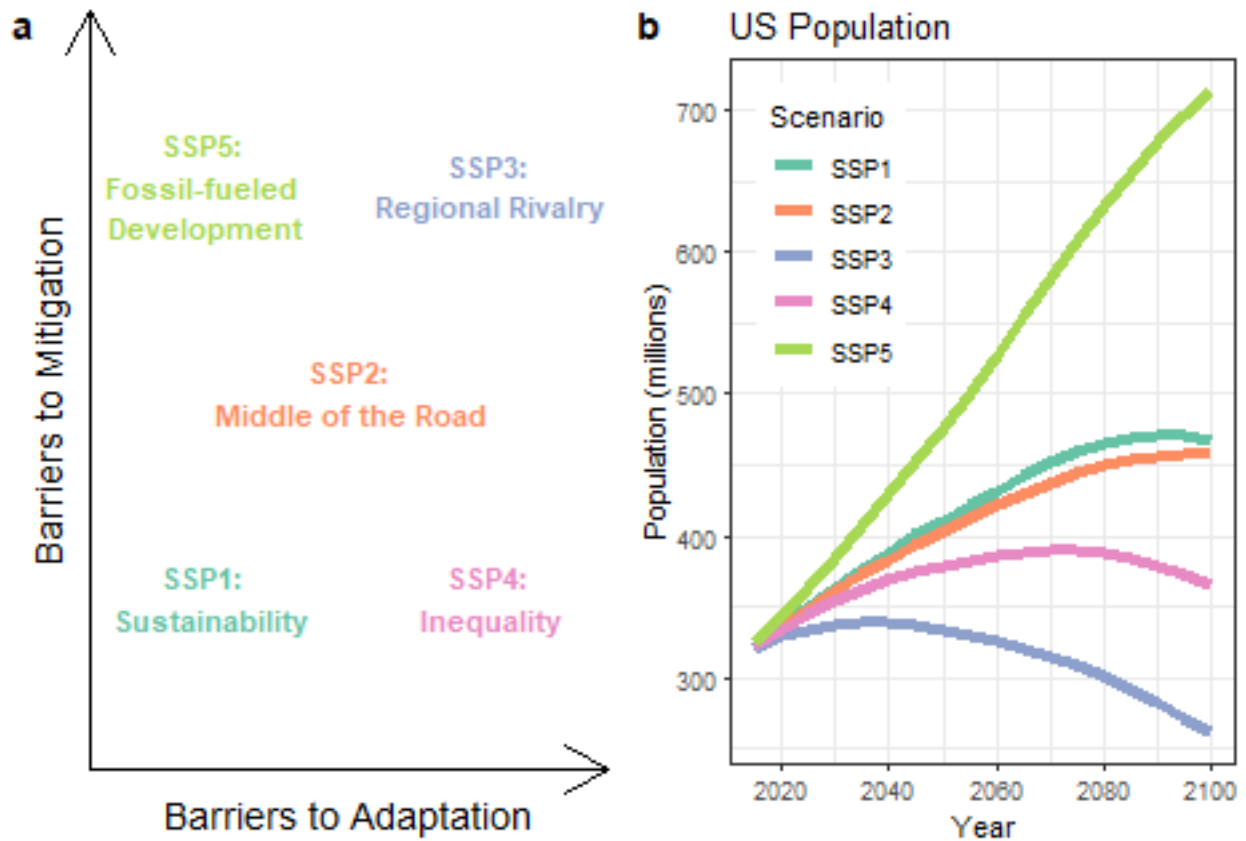 a
SSP5:
Fossil-fueled
Development
SSP3:
Regional Rivalry
SSP2:
Middle of the Road
SSP1:
Sustainability
SSP4:
Inequality
Barriers to Mitigation
Barriers to Adaptation
b
US Population
Scenario
SSP1
SSP2
SSP3
SSP4
SSP5
Population (millions)
700
600
500
400
300
2020
2040
2060
2080
2100
Year